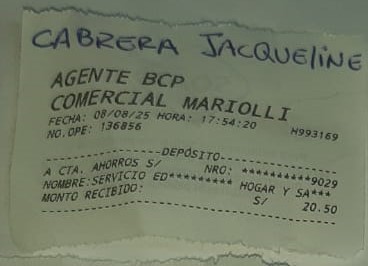 CABRERA JACQUELINE
AGENTE BCP
COMERCIAL MARIOLLI
FECHA: 08/08/25 HORA: 17:54:20
NO.OPE: 136856 H993169
----------------DEPÓSITO----------------
A CTA. AHORROS S/ NRO: **********9029
NOMBRE:SERVICIO ED********* HOGAR Y SA***
MONTO RECIBIDO: S/ 20.50